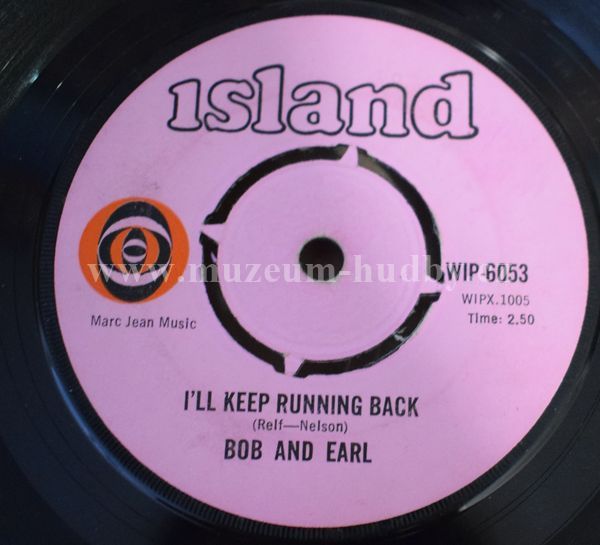 ısland
www.muzeum-hudby
WIP-6053
WIPX.1005
Time: 2.50
Marc Jean Music
I'LL KEEP RUNNING BACK
(Relf—Nelson)
BOB AND EARL